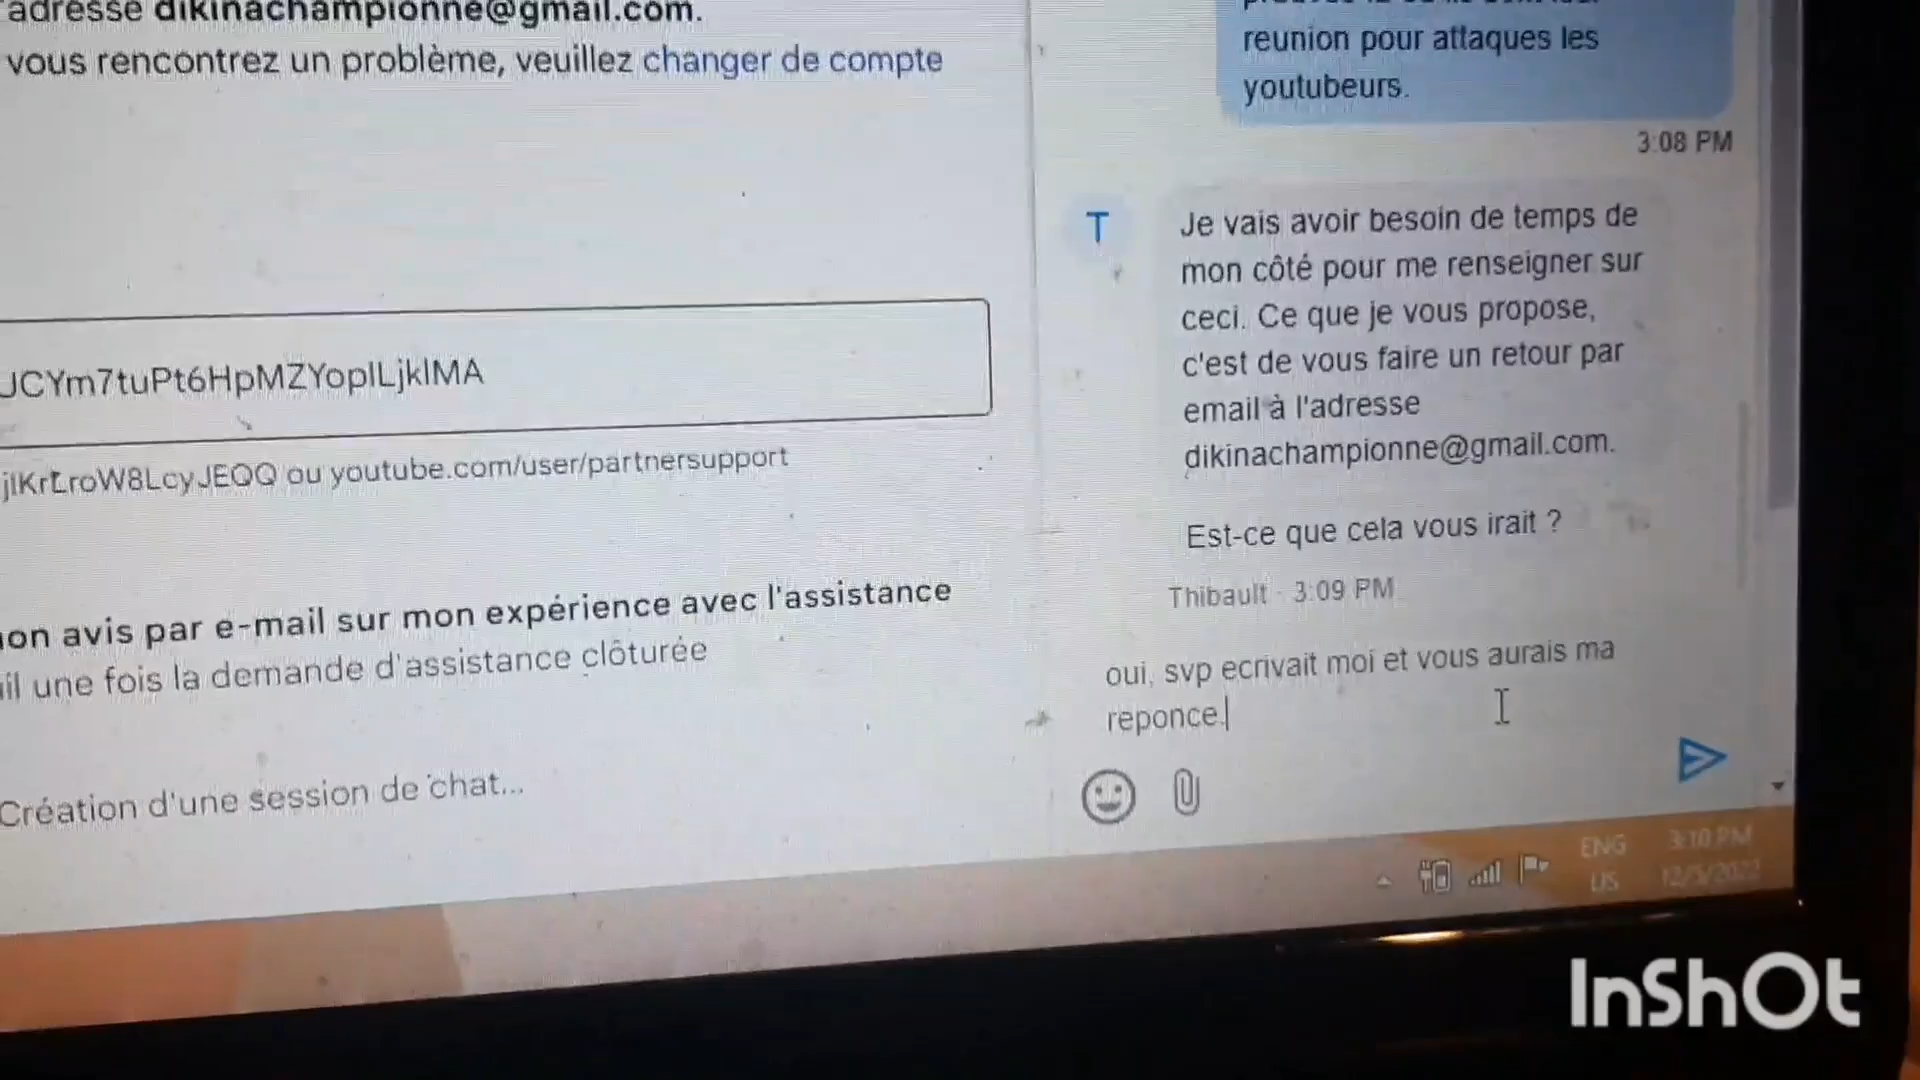 adresse dikinachampionne@gmail.com.
vous rencontrez un problème, veuillez changer de compte
JCYm7tuPt6HpMZYoplLjklMA
jlKrLroW8LcyJEQQ ou youtube.com/user/partnersupport
on avis par e-mail sur mon expérience avec l'assistance
il une fois la demande d'assistance clôturée
Création d'une session de chat...
reunion pour attaques les
youtubeurs.
3:08 PM
T
Je vais avoir besoin de temps de
mon côté pour me renseigner sur
ceci. Ce que je vous propose,
c'est de vous faire un retour par
email à l'adresse
dikinachampionne@gmail.com.
Est-ce que cela vous irait ?
Thibault · 3:09 PM
oui, svp ecrivait moi et vous aurais ma
reponce.
ENG
US
3:10 PM
InShOt